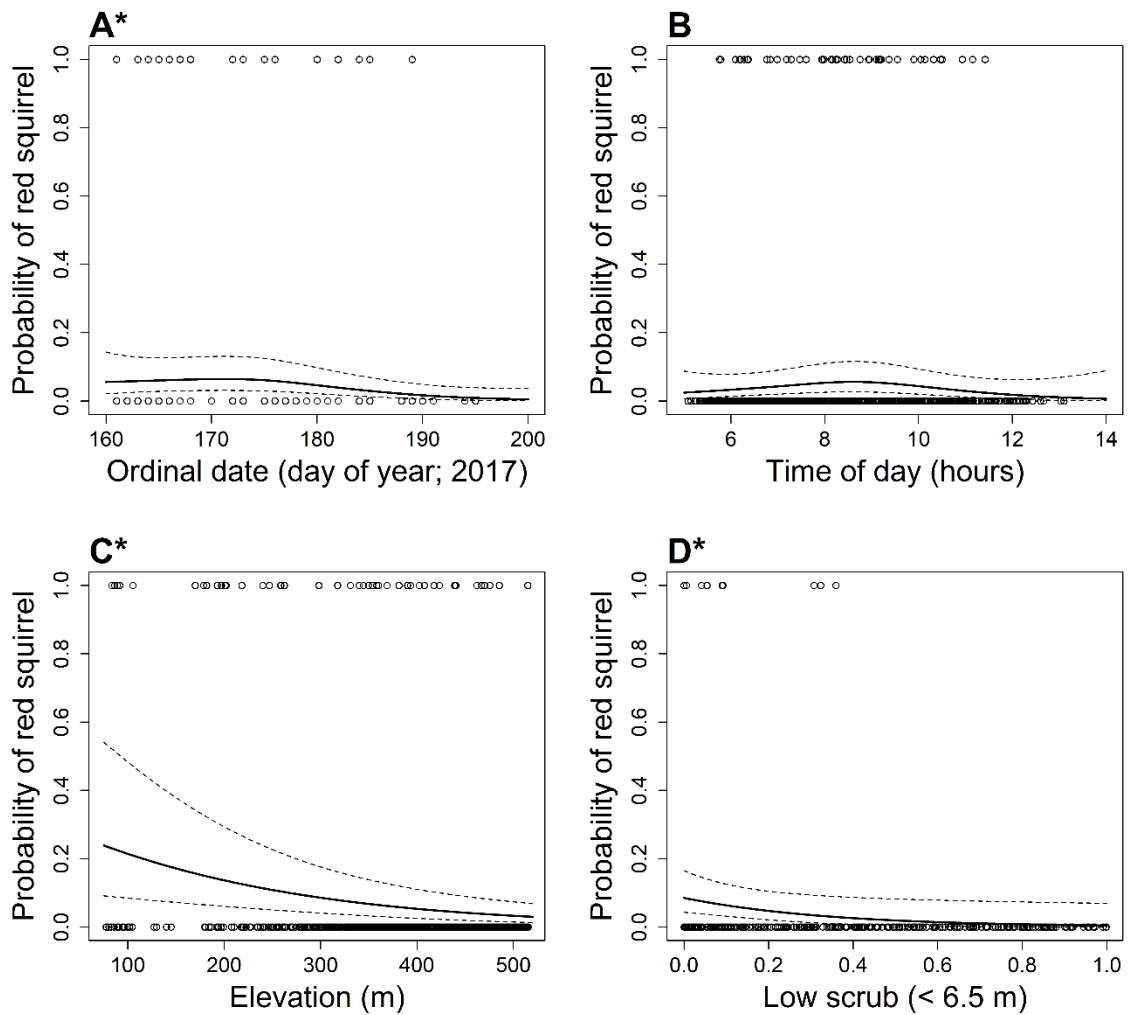 A*
Probability of red squirrel
0.0 0.2 0.4 0.6 0.8 1.0
160 170 180 190 200
Ordinal date (day of year; 2017)
B
Probability of red squirrel
0.0 0.2 0.4 0.6 0.8 1.0
6 8 10 12 14
Time of day (hours)
C*
Probability of red squirrel
0.0 0.2 0.4 0.6 0.8 1.0
100 200 300 400 500
Elevation (m)
D*
Probability of red squirrel
0.0 0.2 0.4 0.6 0.8 1.0
0.0 0.2 0.4 0.6 0.8 1.0
Low scrub (< 6.5 m)